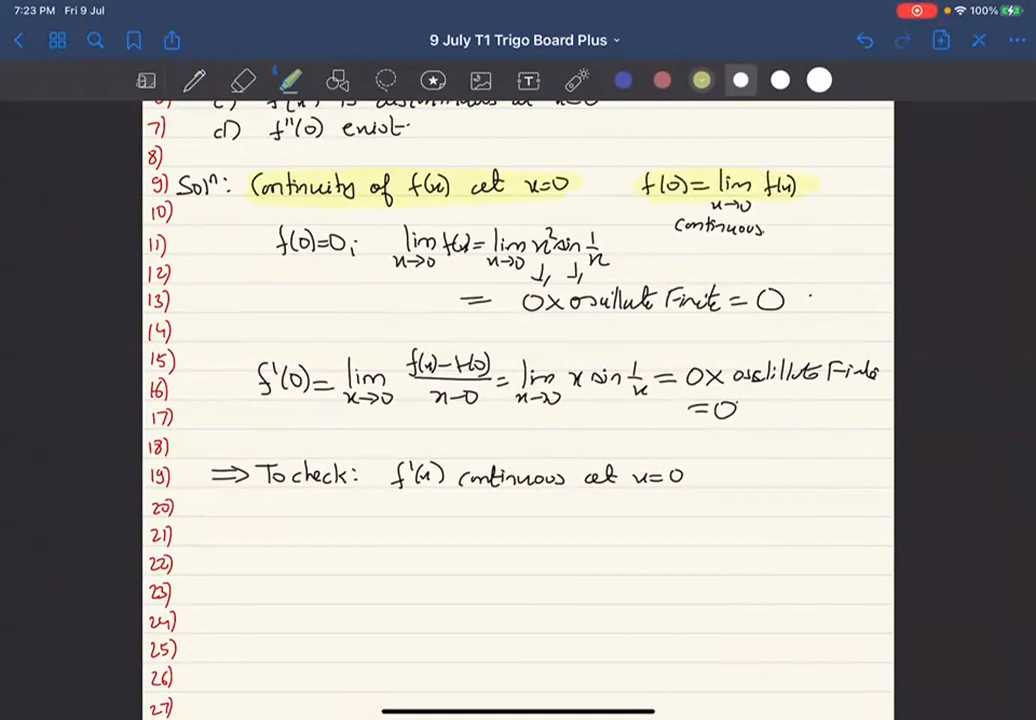 7:23 PM Fri 9 Jul 100%
9 July T1 Trigo Board Plus
7) d) f"(0) exist.
8)
9) Solⁿ: Continuity of f(x) at x=0 f(0)= lim f(x)
x→0
10) continuous.
11) f(0)=0; lim f(x)= lim x² sin 1/x
x→0 x→0
12) ↓ ↓
13) = 0× oscillate Finite = 0
14)
15) f'(0)= lim f(x)-f(0)/x-0 = lim x sin 1/x = 0× oscillate Finite
16) x→0 x→0
=0
17)
18)
19) ⇒ To check: f'(x) continuous at x=0
20)
21)
22)
23)
24)
25)
26)
27)